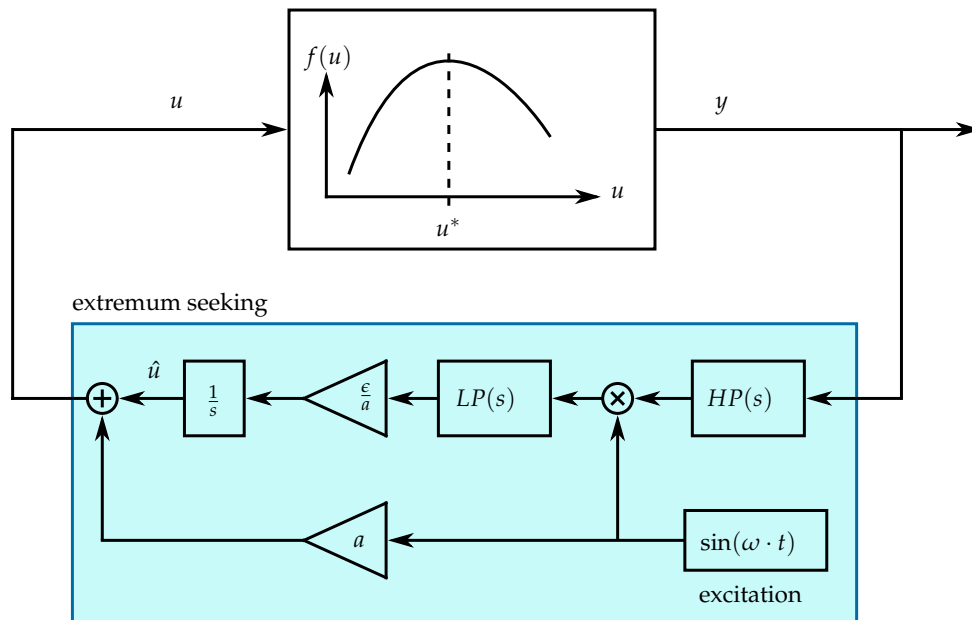 f(u)
u
y
u
u*
extremum seeking
û
1/s
ϵ/a
LP(s)
×
HP(s)
+
a
sin(ω · t)
excitation